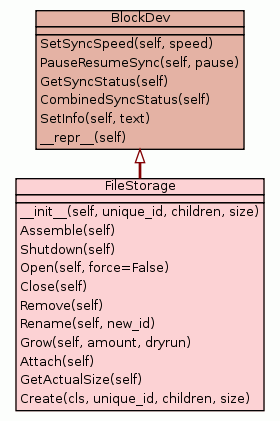 BlockDev
SetSyncSpeed(self, speed)
PauseResumeSync(self, pause)
GetSyncStatus(self)
CombinedSyncStatus(self)
SetInfo(self, text)
__repr__(self)
FileStorage
__init__(self, unique_id, children, size)
Assemble(self)
Shutdown(self)
Open(self, force=False)
Close(self)
Remove(self)
Rename(self, new_id)
Grow(self, amount, dryrun)
Attach(self)
GetActualSize(self)
Create(cls, unique_id, children, size)